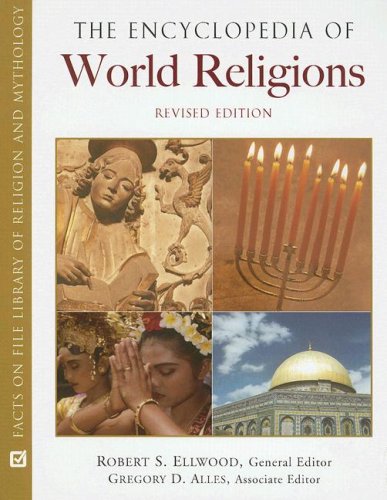 THE ENCYCLOPEDIA OF
World Religions
REVISED EDITION
FACTS ON FILE LIBRARY OF RELIGION AND MYTHOLOGY
ROBERT S. ELLWOOD, General Editor
GREGORY D. ALLES, Associate Editor